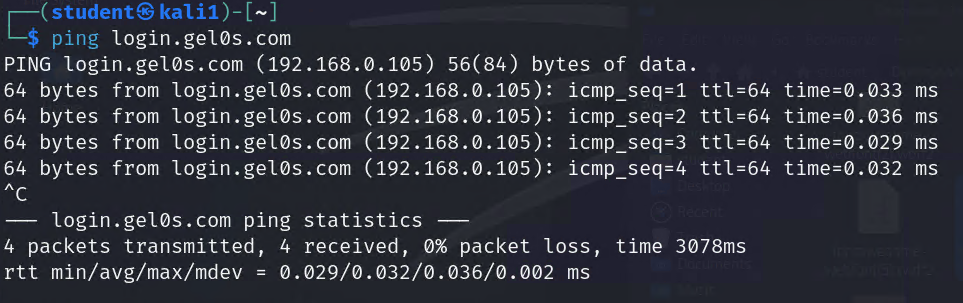 ┌──(student㉿kali1)-[~]
└─$ ping login.gel0s.com
PING login.gel0s.com (192.168.0.105) 56(84) bytes of data.
64 bytes from login.gel0s.com (192.168.0.105): icmp_seq=1 ttl=64 time=0.033 ms
64 bytes from login.gel0s.com (192.168.0.105): icmp_seq=2 ttl=64 time=0.036 ms
64 bytes from login.gel0s.com (192.168.0.105): icmp_seq=3 ttl=64 time=0.029 ms
64 bytes from login.gel0s.com (192.168.0.105): icmp_seq=4 ttl=64 time=0.032 ms
^C
--- login.gel0s.com ping statistics ---
4 packets transmitted, 4 received, 0% packet loss, time 3078ms
rtt min/avg/max/mdev = 0.029/0.032/0.036/0.002 ms
Desktop
Recent
Documents